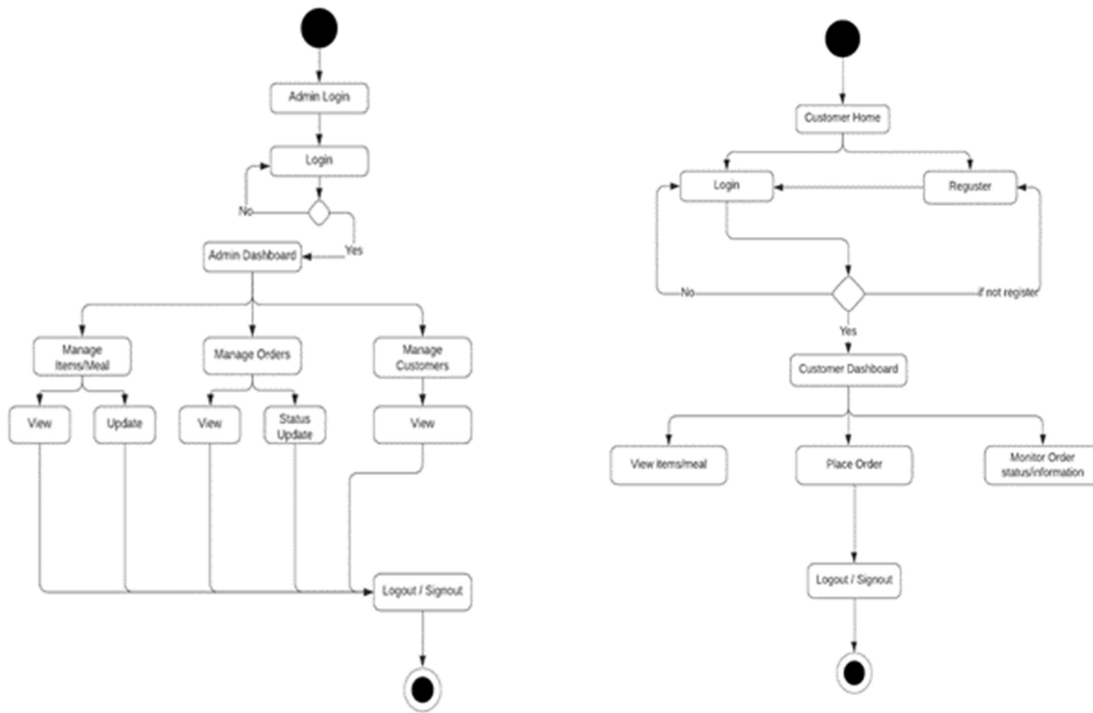 Admin Login
Login
No
Yes
Admin Dashboard
Manage
Items/Meal
Manage Orders
Manage
Customers
View
Update
View
Status
Update
View
Logout / Signout
Customer Home
Login
Reguster
No
if not register
Yes
Customer Dashboard
View items/meal
Place Order
Monitor Order
status/information
Logout / Signout